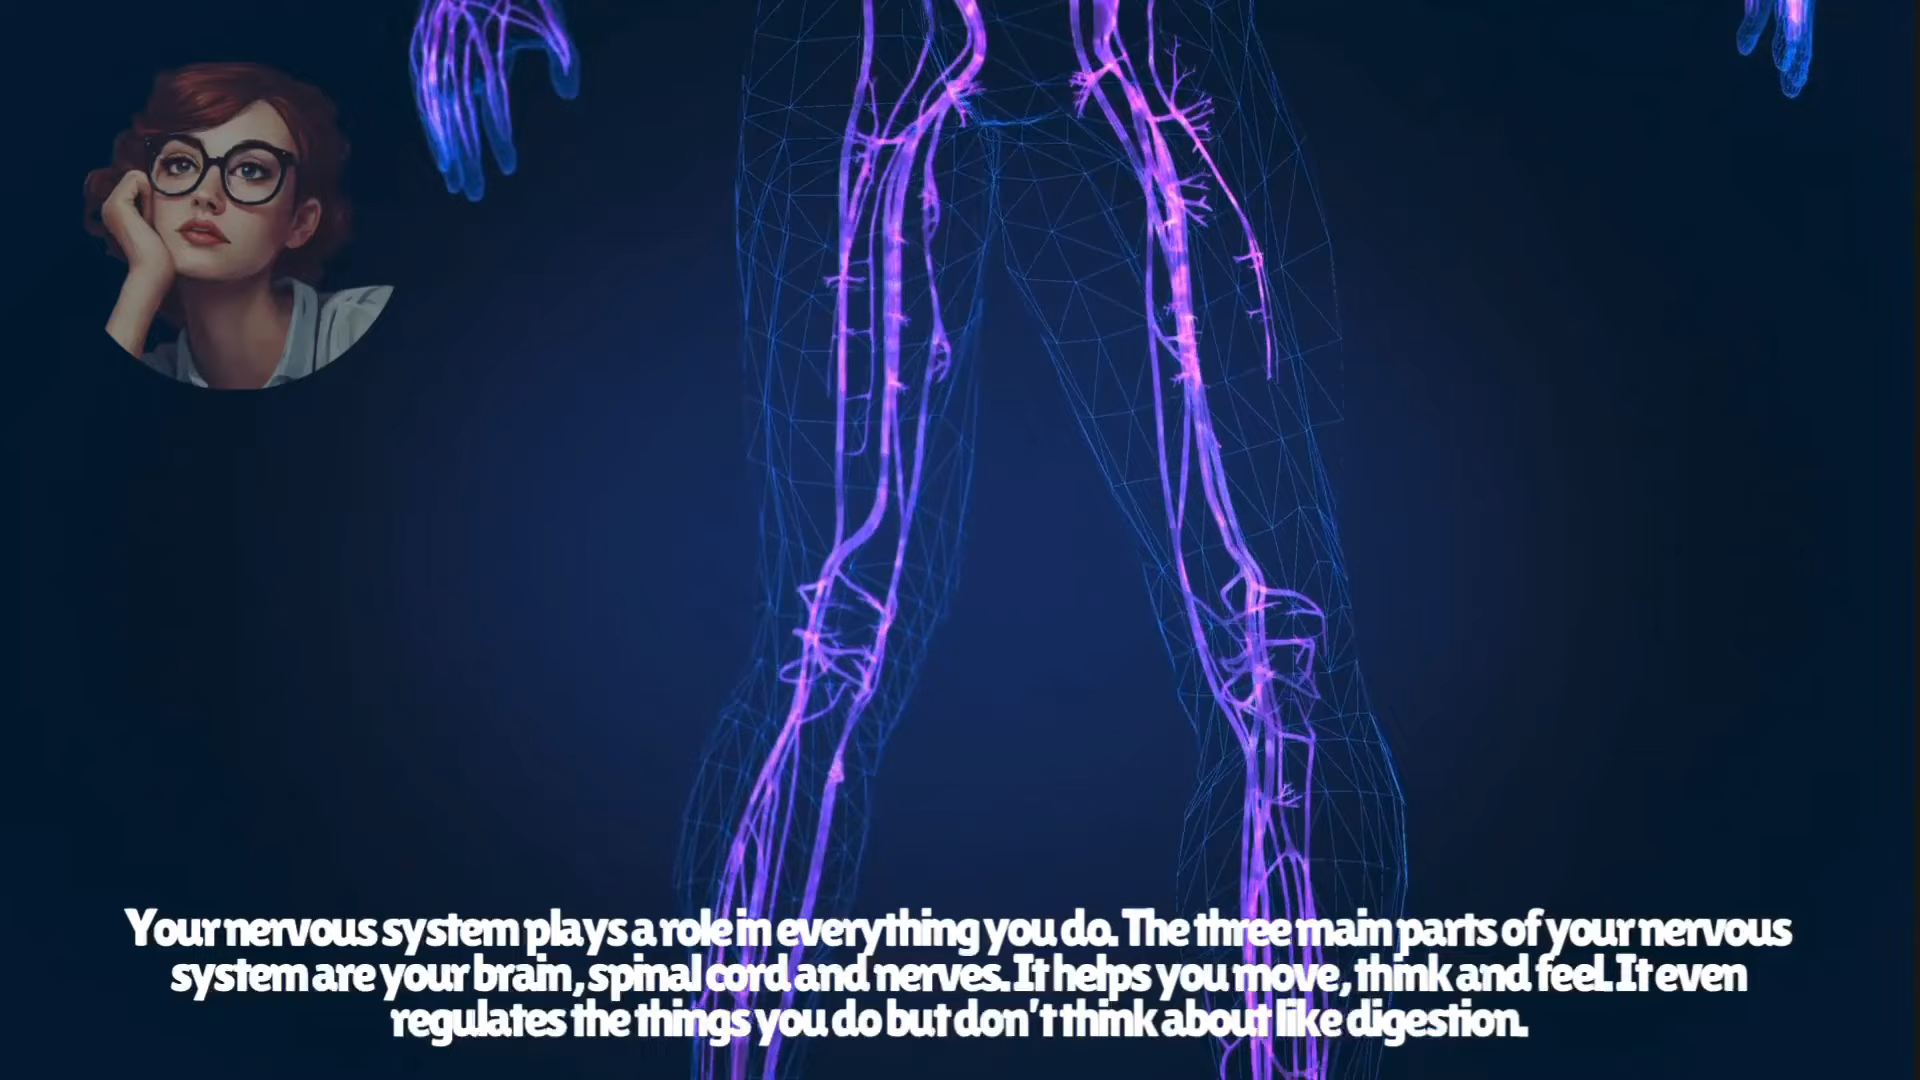 Your nervous system plays a role in everything you do. The three main parts of your nervous
system are your brain, spinal cord and nerves. It helps you move, think and feel. It even
regulates the things you do but don't think about like digestion.